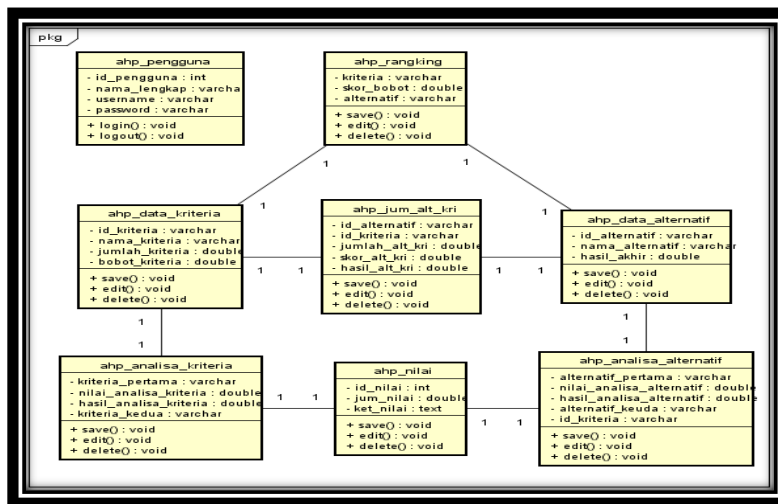 pkg
ahp_pengguna
- id_pengguna : int
- nama_lengkap : varcha
- username : varchar
- password : varchar
+ login() : void
+ logout() : void
ahp_rangking
- kriteria : varchar
- skor_bobot : double
- alternatif : varchar
+ save() : void
+ edit() : void
+ delete() : void
1
1
1
1
ahp_data_kriteria
- id_kriteria : varchar
- nama_kriteria : varchar
- jumlah_kriteria : doubl
- bobot_kriteria : double
+ save() : void
+ edit() : void
+ delete() : void
1
1
ahp_jum_alt_kri
- id_alternatif : varchar
- id_kriteria : varchar
- jumlah_alt_kri : double
- skor_alt_kri : double
- hasil_alt_kri : double
+ save() : void
+ edit() : void
+ delete() : void
1
1
ahp_data_alternatif
- id_alternatif : varchar
- nama_alternatif : varchar
- hasil_akhir : double
+ save() : void
+ edit() : void
+ delete() : void
1
1
1
1
ahp_analisa_kriteria
- kriteria_pertama : varchar
- nilai_analisa_kriteria : double
- hasil_analisa_kriteria : double
- kriteria_kedua : varchar
+ save() : void
+ edit() : void
+ delete() : void
1
1
ahp_nilai
- id_nilai : int
- jum_nilai : double
- ket_nilai : text
+ save() : void
+ edit() : void
+ delete() : void
1
1
ahp_analisa_alternatif
- alternatif_pertama : varchar
- nilai_analisa_alternatif : double
- hasil_analisa_alternatif : double
- alternatif_keuda : varchar
- id_kriteria : varchar
+ save() : void
+ edit() : void
+ delete() : void